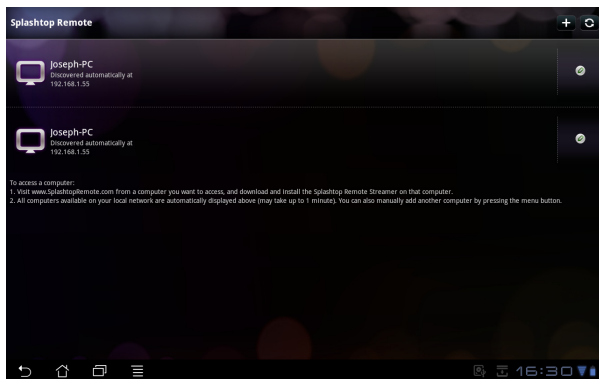 Splashtop Remote
Joseph-PC
Discovered automatically at
192.168.1.55
Joseph-PC
Discovered automatically at
192.168.1.55
To access a computer:
1. Visit www.SplashtopRemote.com from a computer you want to access, and download and install the Splashtop Remote Streamer on that computer.
2. All computers available on your local network are automatically displayed above (may take up to 1 minute). You can also manually add another computer by pressing the menu button.
16:30